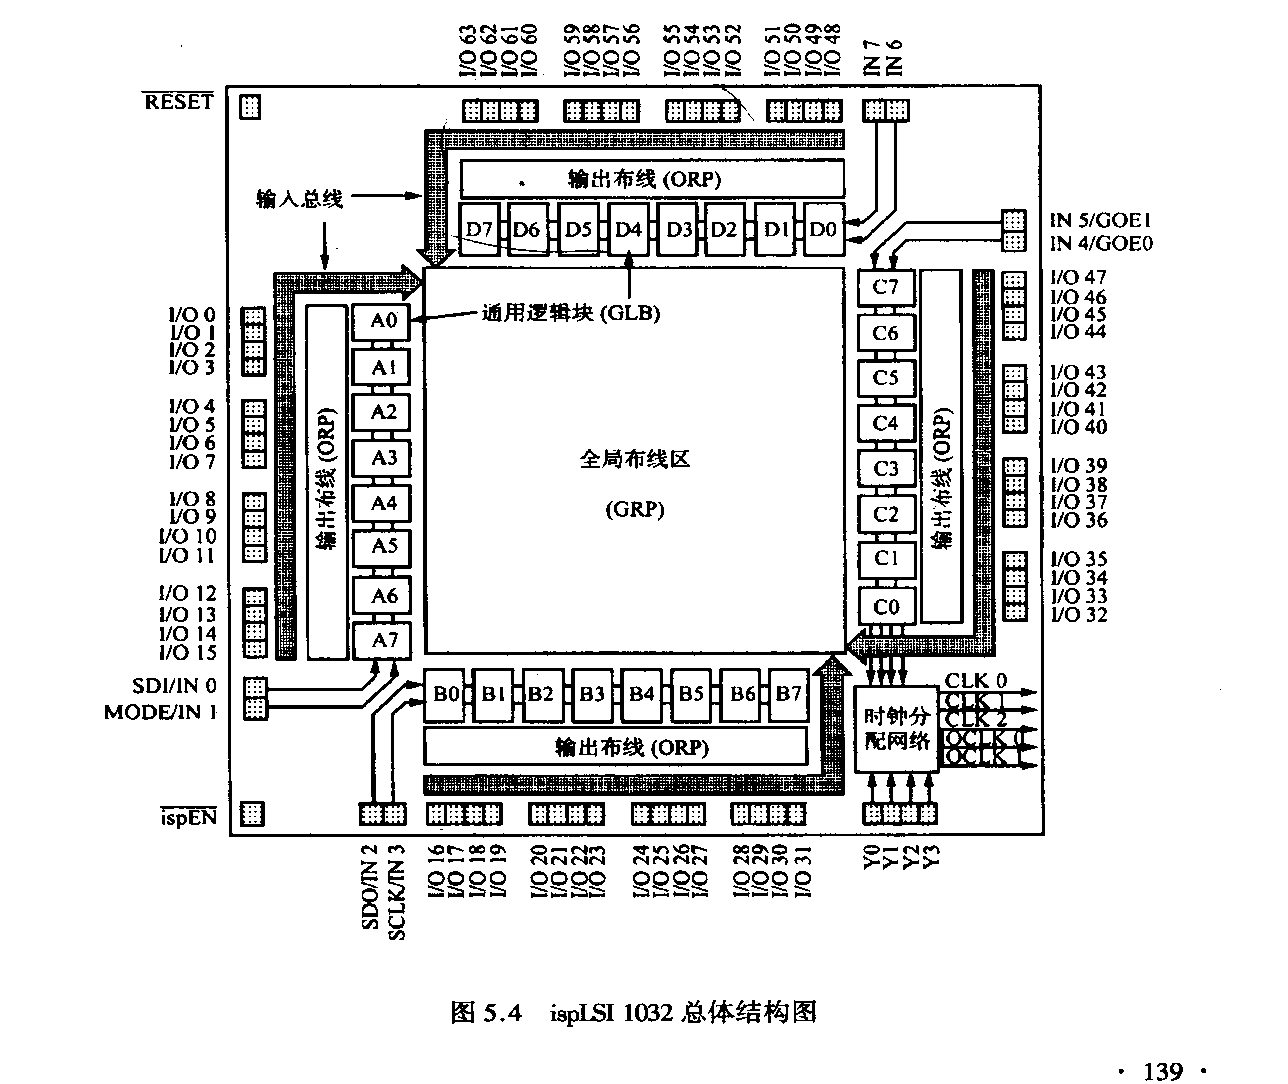 I/O 63
I/O 62
I/O 61
I/O 60
I/O 59
I/O 58
I/O 57
I/O 56
I/O 55
I/O 54
I/O 53
I/O 52
I/O 51
I/O 50
I/O 49
I/O 48
IN 7
IN 6
RESET
输出布线 (ORP)
输入总线
D7 D6 D5 D4 D3 D2 D1 D0
IN 5/GOE1
IN 4/GOE0
通用逻辑块 (GLB)
I/O 0
I/O 1
I/O 2
I/O 3
I/O 4
I/O 5
I/O 6
I/O 7
I/O 8
I/O 9
I/O 10
I/O 11
I/O 12
I/O 13
I/O 14
I/O 15
输出布线 (ORP)
A0
A1
A2
A3
A4
A5
A6
A7
全局布线区
(GRP)
C7
C6
C5
C4
C3
C2
C1
C0
输出布线 (ORP)
I/O 47
I/O 46
I/O 45
I/O 44
I/O 43
I/O 42
I/O 41
I/O 40
I/O 39
I/O 38
I/O 37
I/O 36
I/O 35
I/O 34
I/O 33
I/O 32
SDI/IN 0
MODE/IN 1
B0 B1 B2 B3 B4 B5 B6 B7
输出布线 (ORP)
时钟分
配网络
CLK 0
CLK 1
CLK 2
OCLK 0
OCLK 1
ispEN
SDO/IN 2
SCLK/IN 3
I/O 16
I/O 17
I/O 18
I/O 19
I/O 20
I/O 21
I/O 22
I/O 23
I/O 24
I/O 25
I/O 26
I/O 27
I/O 28
I/O 29
I/O 30
I/O 31
Y0
Y1
Y2
Y3
图 5.4 ispLSI 1032 总体结构图
· 139 ·